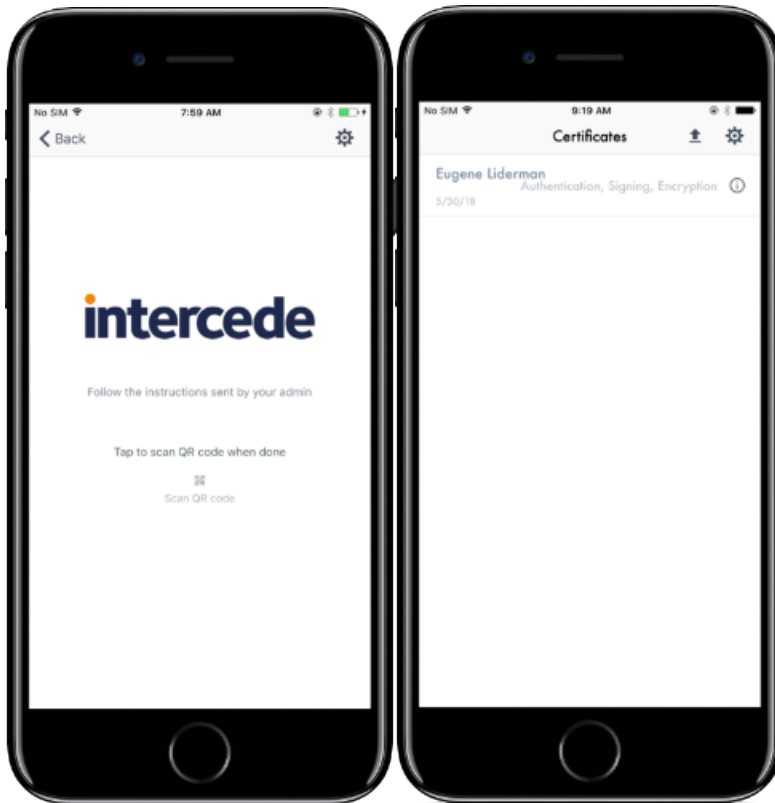 No SIM 7:59 AM
Back
intercede
Follow the instructions sent by your admin
Tap to scan QR code when done
Scan QR code
No SIM 9:19 AM
Certificates
Eugene Liderman
Authentication, Signing, Encryption
5/30/18